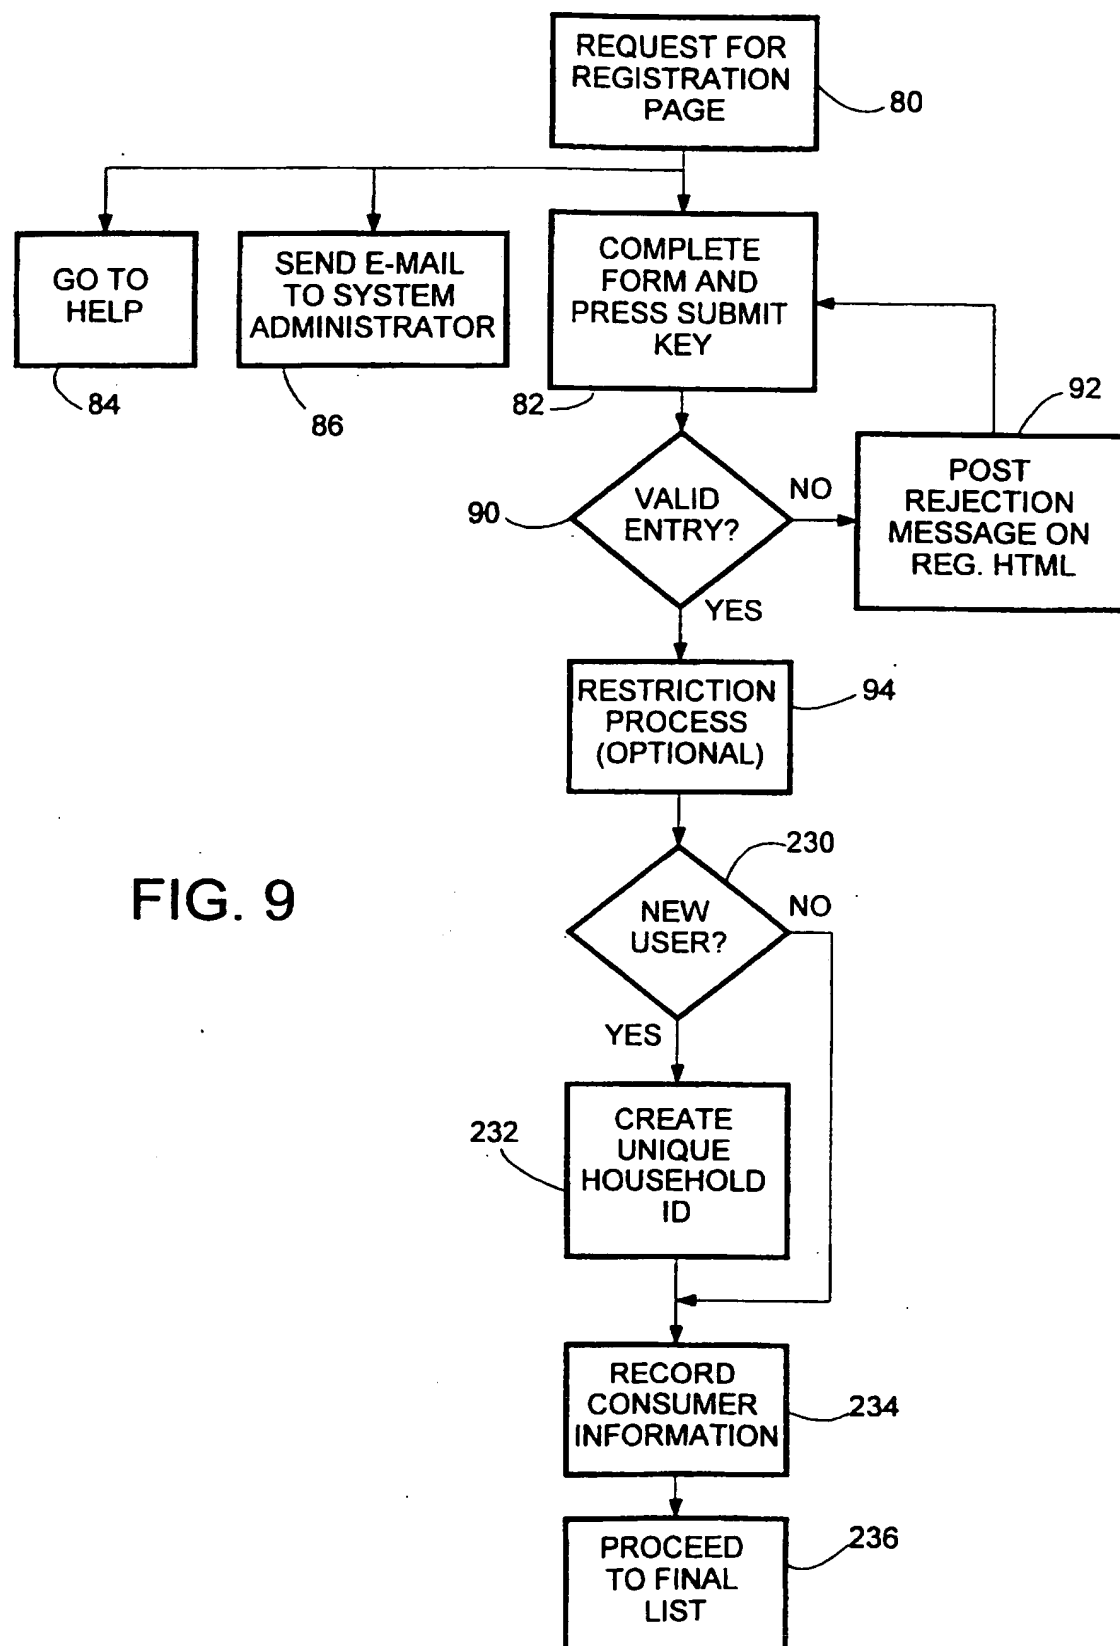 REQUEST FOR
REGISTRATION
PAGE
80
GO TO
HELP
84
SEND E-MAIL
TO SYSTEM
ADMINISTRATOR
86
COMPLETE
FORM AND
PRESS SUBMIT
KEY
82
92
POST
REJECTION
MESSAGE ON
REG. HTML
90
VALID
ENTRY?
NO
YES
RESTRICTION
PROCESS
(OPTIONAL)
94
230
FIG. 9
NEW
USER?
NO
YES
232
CREATE
UNIQUE
HOUSEHOLD
ID
RECORD
CONSUMER
INFORMATION
234
PROCEED
TO FINAL
LIST
236